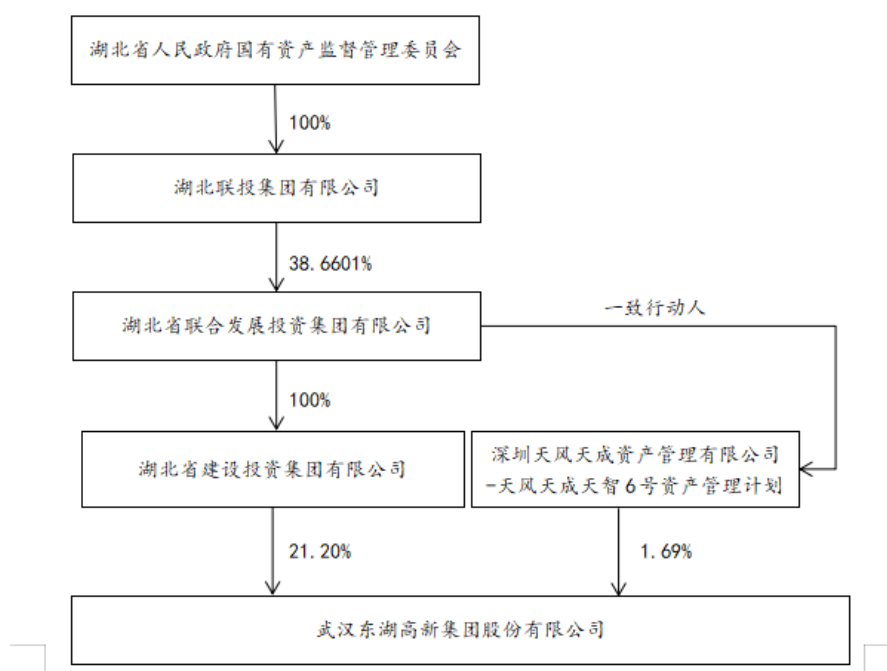 湖北省人民政府国有资产监督管理委员会
100%
湖北联投集团有限公司
38.6601%
湖北省联合发展投资集团有限公司
一致行动人
100%
湖北省建设投资集团有限公司
深圳天风天成资产管理有限公司
-天风天成天智6号资产管理计划
21.20%
1.69%
武汉东湖高新集团股份有限公司